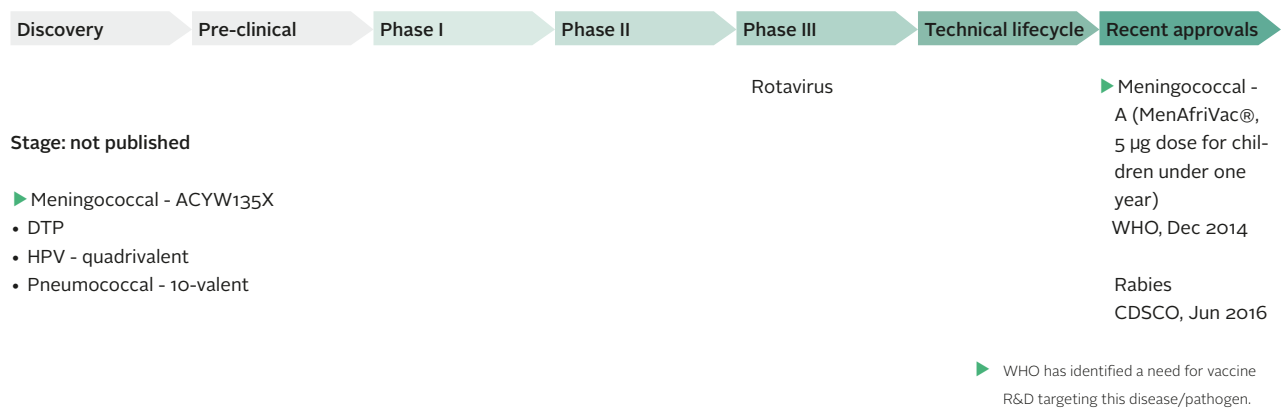 Discovery
Pre-clinical
Phase I
Phase II
Phase III
Technical lifecycle
Recent approvals
Rotavirus
Stage: not published
▶ Meningococcal - ACYW135X
• DTP
• HPV - quadrivalent
• Pneumococcal - 10-valent
▶ Meningococcal -
A (MenAfriVac®,
5 µg dose for chil-
dren under one
year)
WHO, Dec 2014
Rabies
CDSCO, Jun 2016
▶ WHO has identified a need for vaccine
R&D targeting this disease/pathogen.